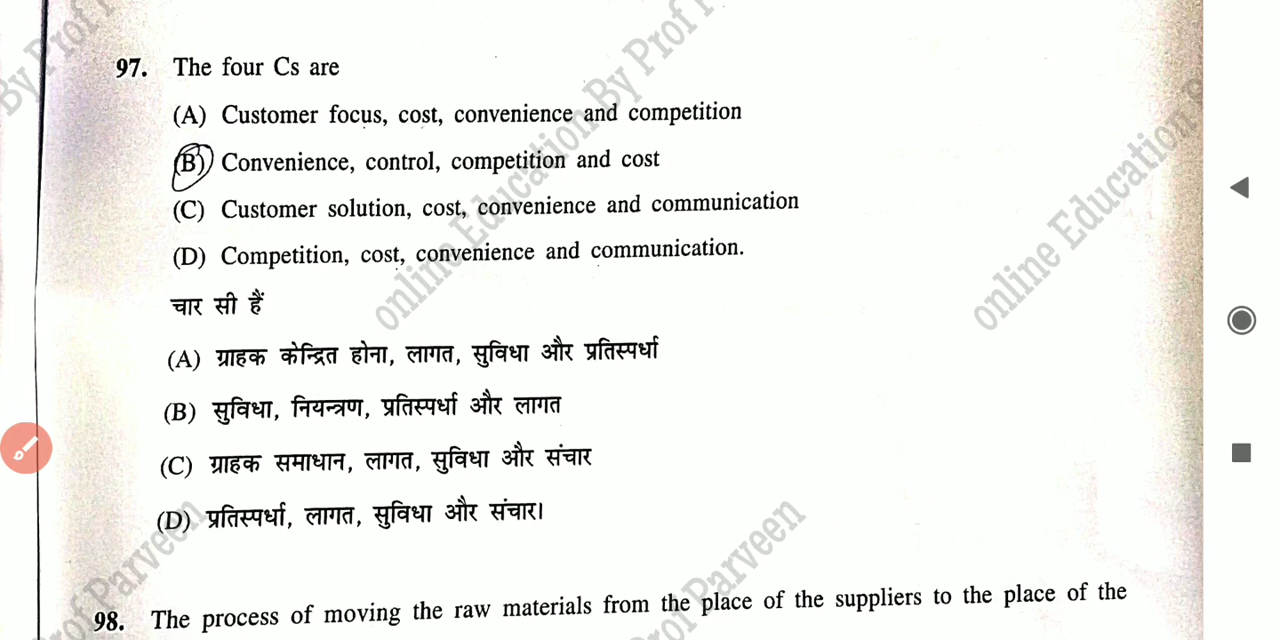 97. The four Cs are
(A) Customer focus, cost, convenience and competition
(B) Convenience, control, competition and cost
(C) Customer solution, cost, convenience and communication
(D) Competition, cost, convenience and communication.
चार सी हैं
(A) ग्राहक केन्द्रित होना, लागत, सुविधा और प्रतिस्पर्धा
(B) सुविधा, नियन्त्रण, प्रतिस्पर्धा और लागत
(C) ग्राहक समाधान, लागत, सुविधा और संचार
(D) प्रतिस्पर्धा, लागत, सुविधा और संचार।
98. The process of moving the raw materials from the place of the suppliers to the place of the
By Prof
online Education By Prof
online Education
Prof Parveen
of Parveen